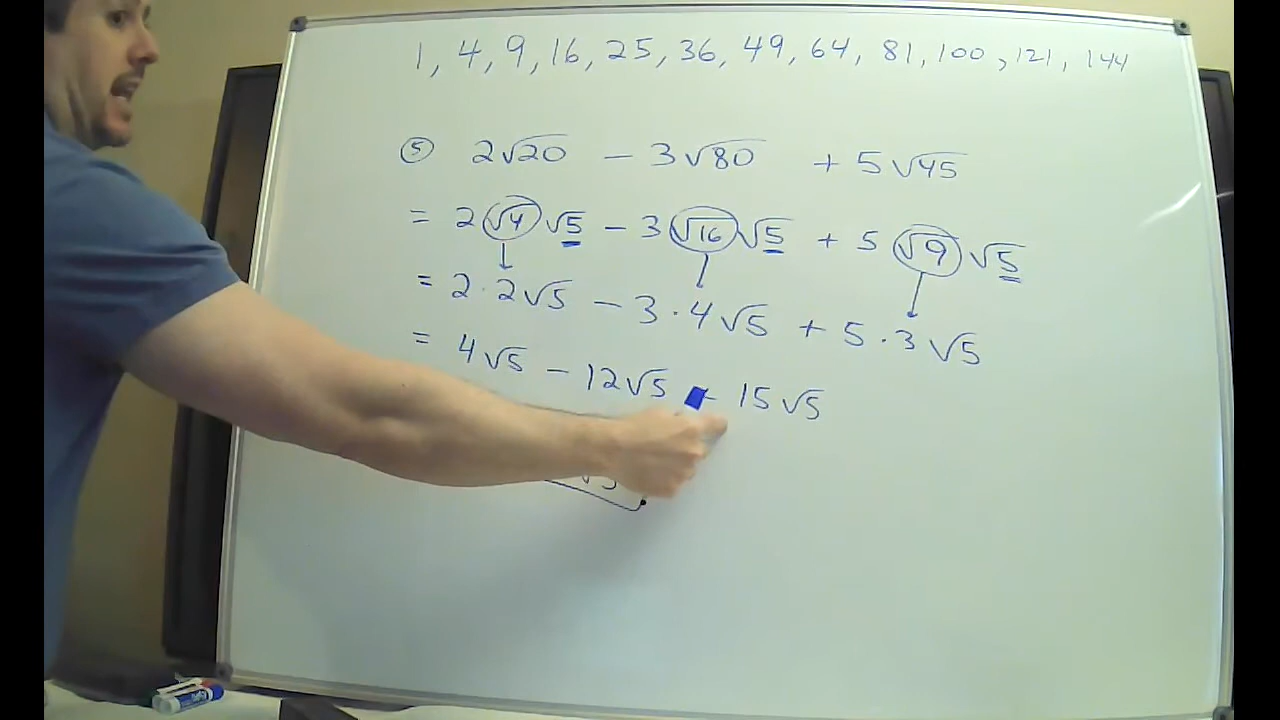 1, 4, 9, 16, 25, 36, 49, 64, 81, 100, 121, 144
⑤ 2√20 - 3√80 + 5√45
= 2√4√5 - 3√16√5 + 5√9√5
= 2·2√5 - 3·4√5 + 5·3√5
= 4√5 - 12√5 + 15√5
√5